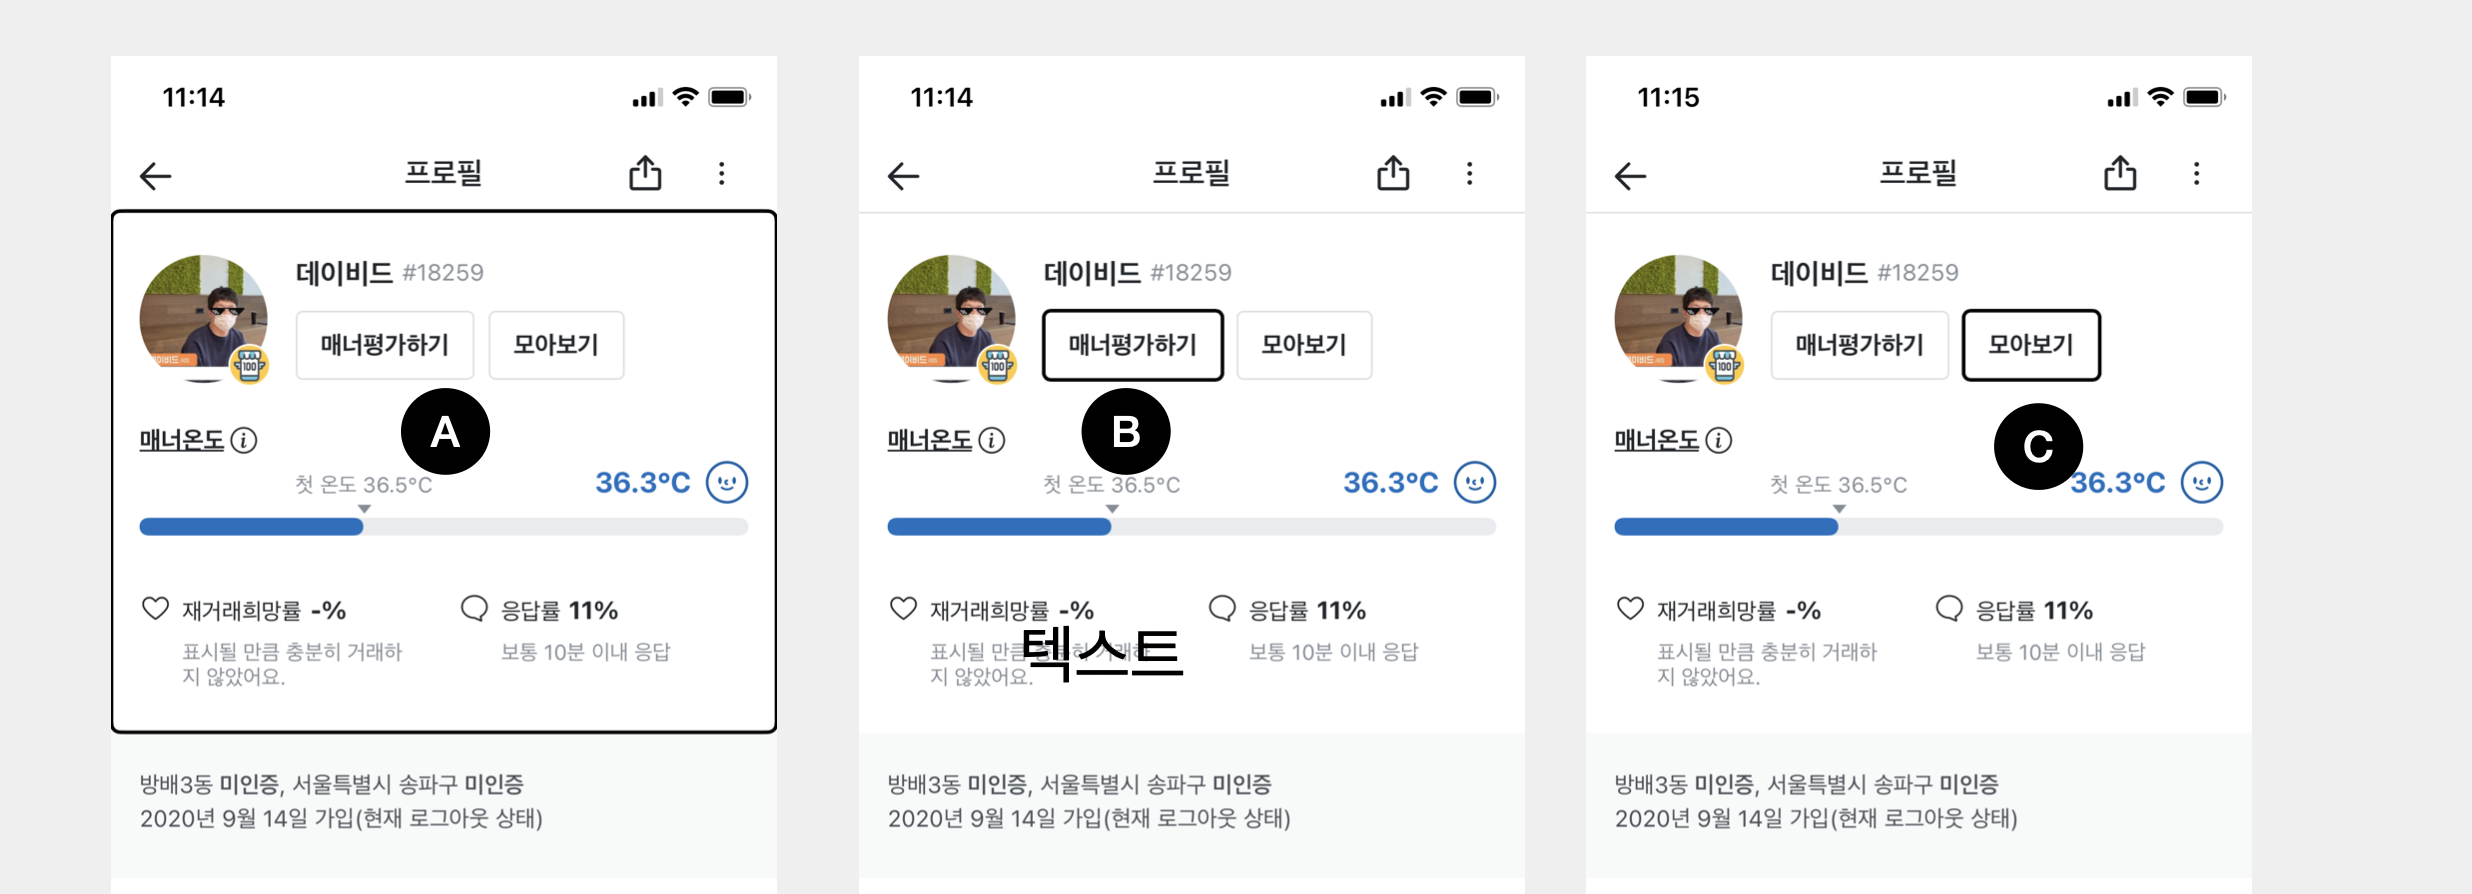 11:14
프로필
데이비드 #18259
매너평가하기 모아보기
100
매너온도
A
첫 온도 36.5°C 36.3°C
재거래희망률 -% 응답률 11%
표시될 만큼 충분히 거래하 보통 10분 이내 응답
지 않았어요.
방배3동 미인증, 서울특별시 송파구 미인증
2020년 9월 14일 가입(현재 로그아웃 상태)
11:14
프로필
데이비드 #18259
매너평가하기 모아보기
100
매너온도
B
첫 온도 36.5°C 36.3°C
재거래희망률 -% 응답률 11%
표시될 만큼 충분히 거래하 보통 10분 이내 응답
텍스트
지 않았어요.
방배3동 미인증, 서울특별시 송파구 미인증
2020년 9월 14일 가입(현재 로그아웃 상태)
11:15
프로필
데이비드 #18259
매너평가하기 모아보기
100
매너온도
C
첫 온도 36.5°C 36.3°C
재거래희망률 -% 응답률 11%
표시될 만큼 충분히 거래하 보통 10분 이내 응답
지 않았어요.
방배3동 미인증, 서울특별시 송파구 미인증
2020년 9월 14일 가입(현재 로그아웃 상태)